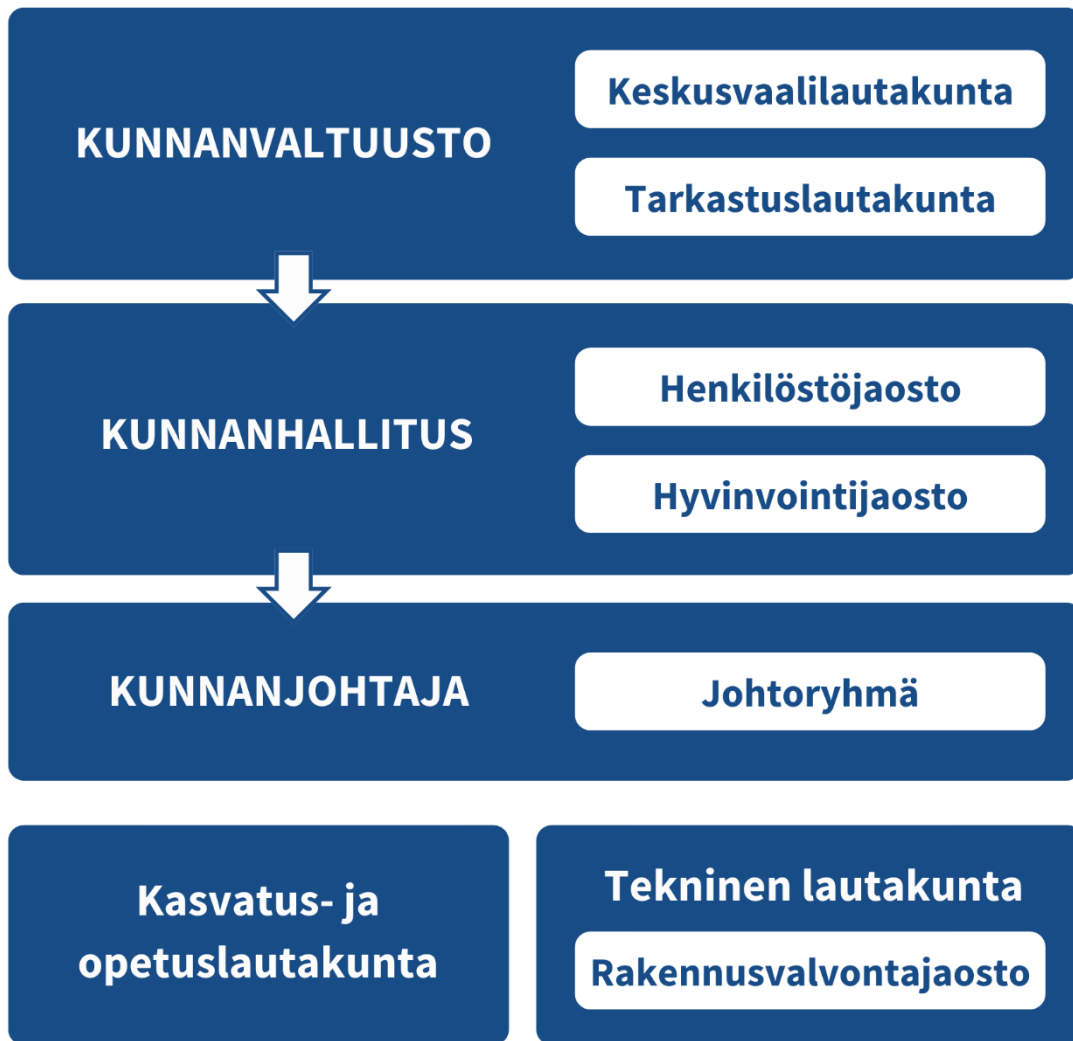 KUNNANVALTUUSTO
Keskusvaalilautakunta
Tarkastuslautakunta
KUNNANHALLITUS
Henkilöstöjaosto
Hyvinvointijaosto
KUNNANJOHTAJA
Johtoryhmä
Kasvatus- ja
opetuslautakunta
Tekninen lautakunta
Rakennusvalvontajaosto